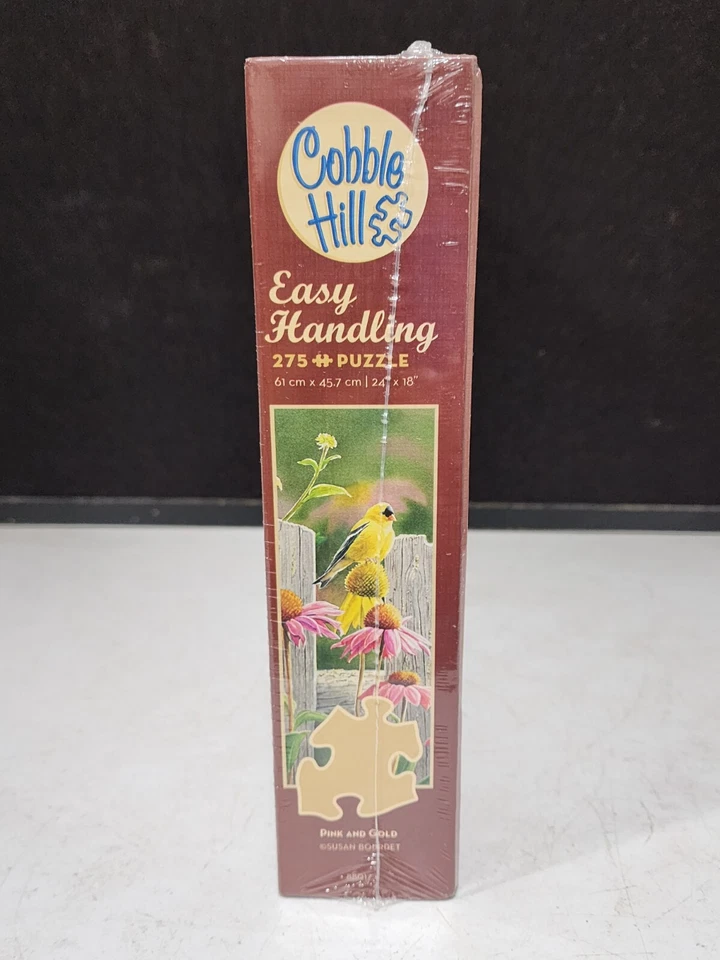 Cobble
Hill
Easy
Handling
275 PUZZLE
61 cm x 45.7 cm | 24" x 18"
PINK AND GOLD
©SUSAN BOURDET